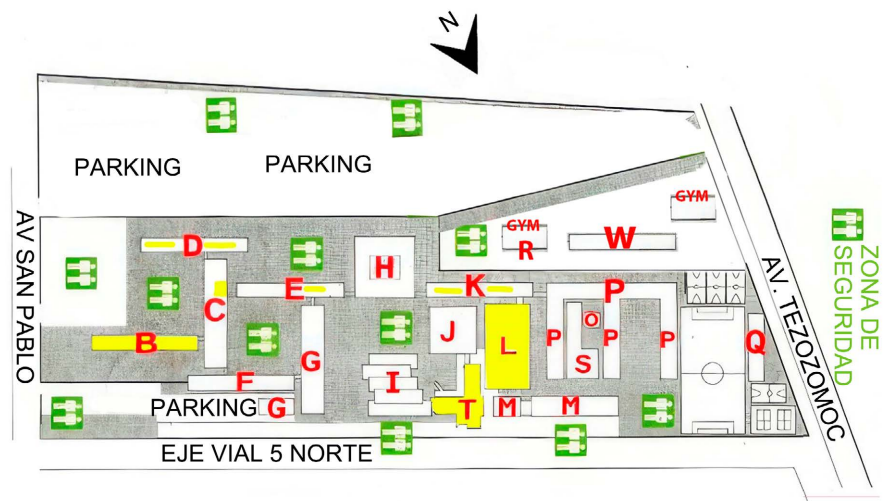 N
PARKING
PARKING
GYM
GYM
R
W
AV SAN PABLO
D
H
E
K
P
C
B
G
J
L
P
O
P
P
S
Q
I
F
G
PARKING
T
M
M
EJE VIAL 5 NORTE
AV. TEZOZOMOC
ZONA DE
SEGURIDAD